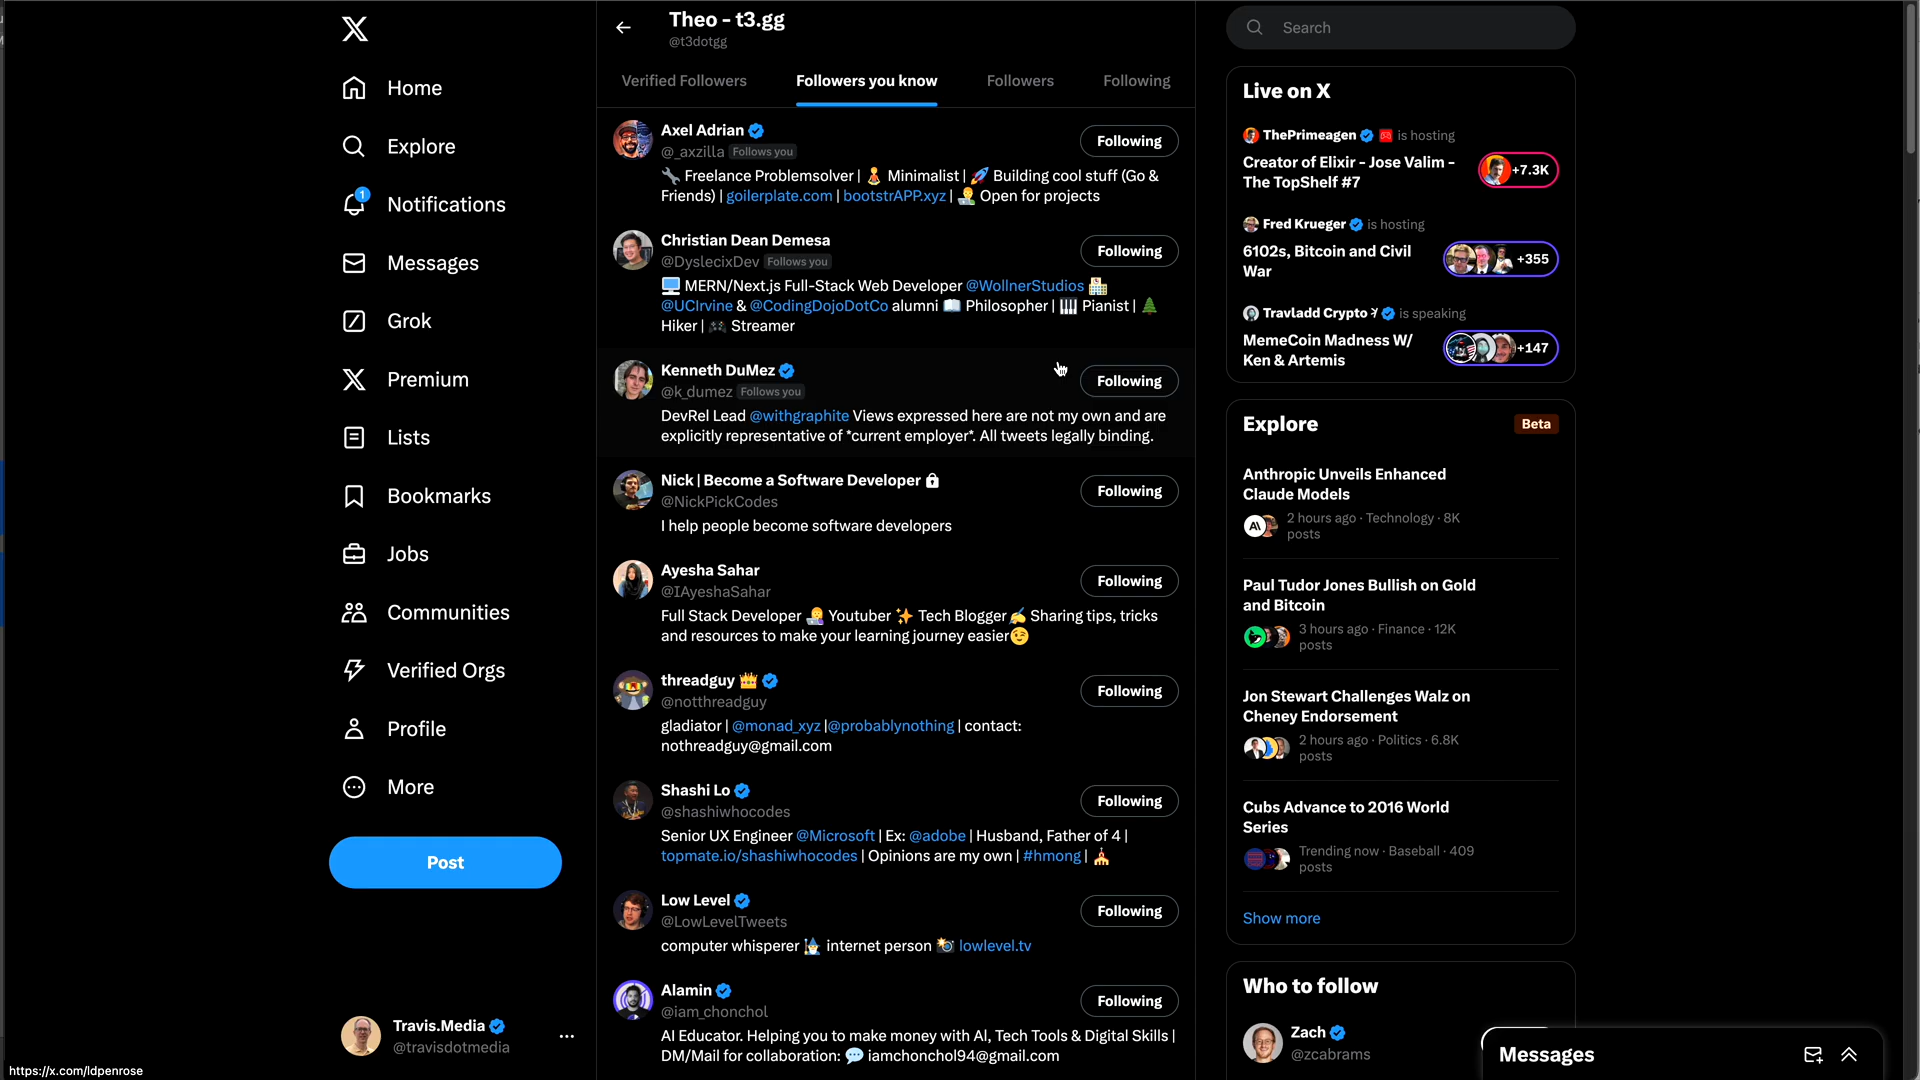 Theo - t3.gg
@t3dotgg
Verified Followers
Followers you know
Followers
Following
Home
Explore
1
Notifications
Messages
Grok
Premium
Lists
Bookmarks
Jobs
Communities
Verified Orgs
Profile
More
Post
Travis.Media
@travisdotmedia
https://x.com/ldpenrose
Axel Adrian
@_axzilla Follows you
Following
🔧 Freelance Problemsolver | 🧘 Minimalist | 🚀 Building cool stuff (Go &
Friends) | goilerplate.com | bootstrAPP.xyz | 👨‍💻 Open for projects
Christian Dean Demesa
@DyslecixDev Follows you
Following
🖥️ MERN/Next.js Full-Stack Web Developer @WollnerStudios 🏫
@UCIrvine & @CodingDojoDotCo alumni 📖 Philosopher | 🎹 Pianist | 🌲
Hiker | 🎮 Streamer
Kenneth DuMez
@k_dumez Follows you
Following
DevRel Lead @withgraphite Views expressed here are not my own and are
explicitly representative of *current employer*. All tweets legally binding.
Nick | Become a Software Developer 🔒
@NickPickCodes
Following
I help people become software developers
Ayesha Sahar
@IAyeshaSahar
Following
Full Stack Developer 👩‍💻 Youtuber ✨ Tech Blogger ✍️ Sharing tips, tricks
and resources to make your learning journey easier😉
threadguy 👑
@notthreadguy
Following
gladiator | @monad_xyz |@probablynothing | contact:
nothreadguy@gmail.com
Shashi Lo
@shashiwhocodes
Following
Senior UX Engineer @Microsoft | Ex: @adobe | Husband, Father of 4 |
topmate.io/shashiwhocodes | Opinions are my own | #hmong | ⛪
Low Level
@LowLevelTweets
Following
computer whisperer 🧙‍♂️ internet person 📸 lowlevel.tv
Alamin
@iam_chonchol
Following
AI Educator. Helping you to make money with Al, Tech Tools & Digital Skills |
DM/Mail for collaboration: 💬 iamchonchol94@gmail.com
Search
Live on X
ThePrimeagen is hosting
Creator of Elixir - Jose Valim -
The TopShelf #7
+7.3K
Fred Krueger is hosting
6102s, Bitcoin and Civil
War
+355
Travladd Crypto is speaking
MemeCoin Madness W/
Ken & Artemis
+147
Explore
Beta
Anthropic Unveils Enhanced
Claude Models
2 hours ago · Technology · 8K
posts
Paul Tudor Jones Bullish on Gold
and Bitcoin
3 hours ago · Finance · 12K
posts
Jon Stewart Challenges Walz on
Cheney Endorsement
2 hours ago · Politics · 6.8K
posts
Cubs Advance to 2016 World
Series
Trending now · Baseball · 409
posts
Show more
Who to follow
Zach
@zcabrams
Messages